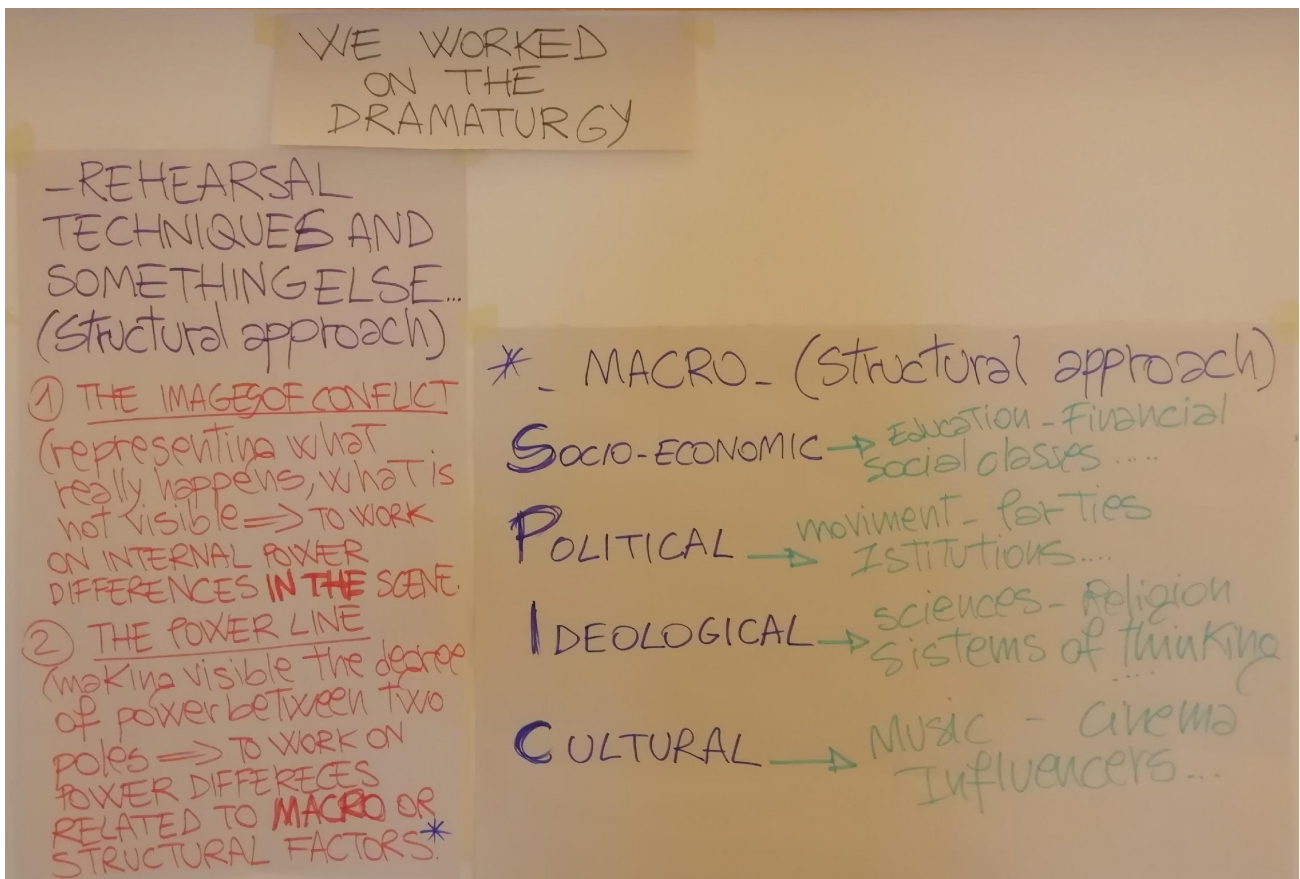 WE WORKED
ON THE
DRAMATURGY
-REHEARSAL
TECHNIQUES AND
SOMETHING ELSE...
(structural approach)
1 THE IMAGES OF CONFLICT
(representing what
really happens, what is
not visible => TO WORK
ON INTERNAL POWER
DIFFERENCES IN THE SCENE.
2 THE POWER LINE
(making visible the degree
of power between two
poles => TO WORK ON
POWER DIFFERECES
RELATED TO MACRO OR
STRUCTURAL FACTORS.*
*_ MACRO_ (structural approach)
SOCIO-ECONOMIC → EDUCATION - Financial
social classes .....
POLITICAL → moviment - parties
Istitutions....
IDEOLOGICAL → sciences - Religion
sistems of thinking
....
CULTURAL → Music - cinema
Influencers...